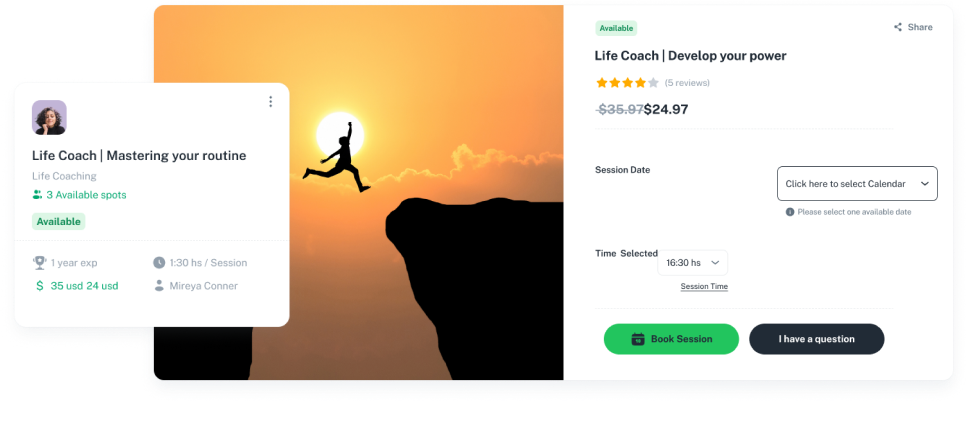 Life Coach | Mastering your routine
Life Coaching
3 Available spots
Available
1 year exp
1:30 hs / Session
$ 35 usd 24 usd
Mireya Conner
Available
Share
Life Coach | Develop your power
(5 reviews)
$35.97$24.97
Session Date
Click here to select Calendar
Please select one available date
Time Selected
16:30 hs
Session Time
Book Session
I have a question